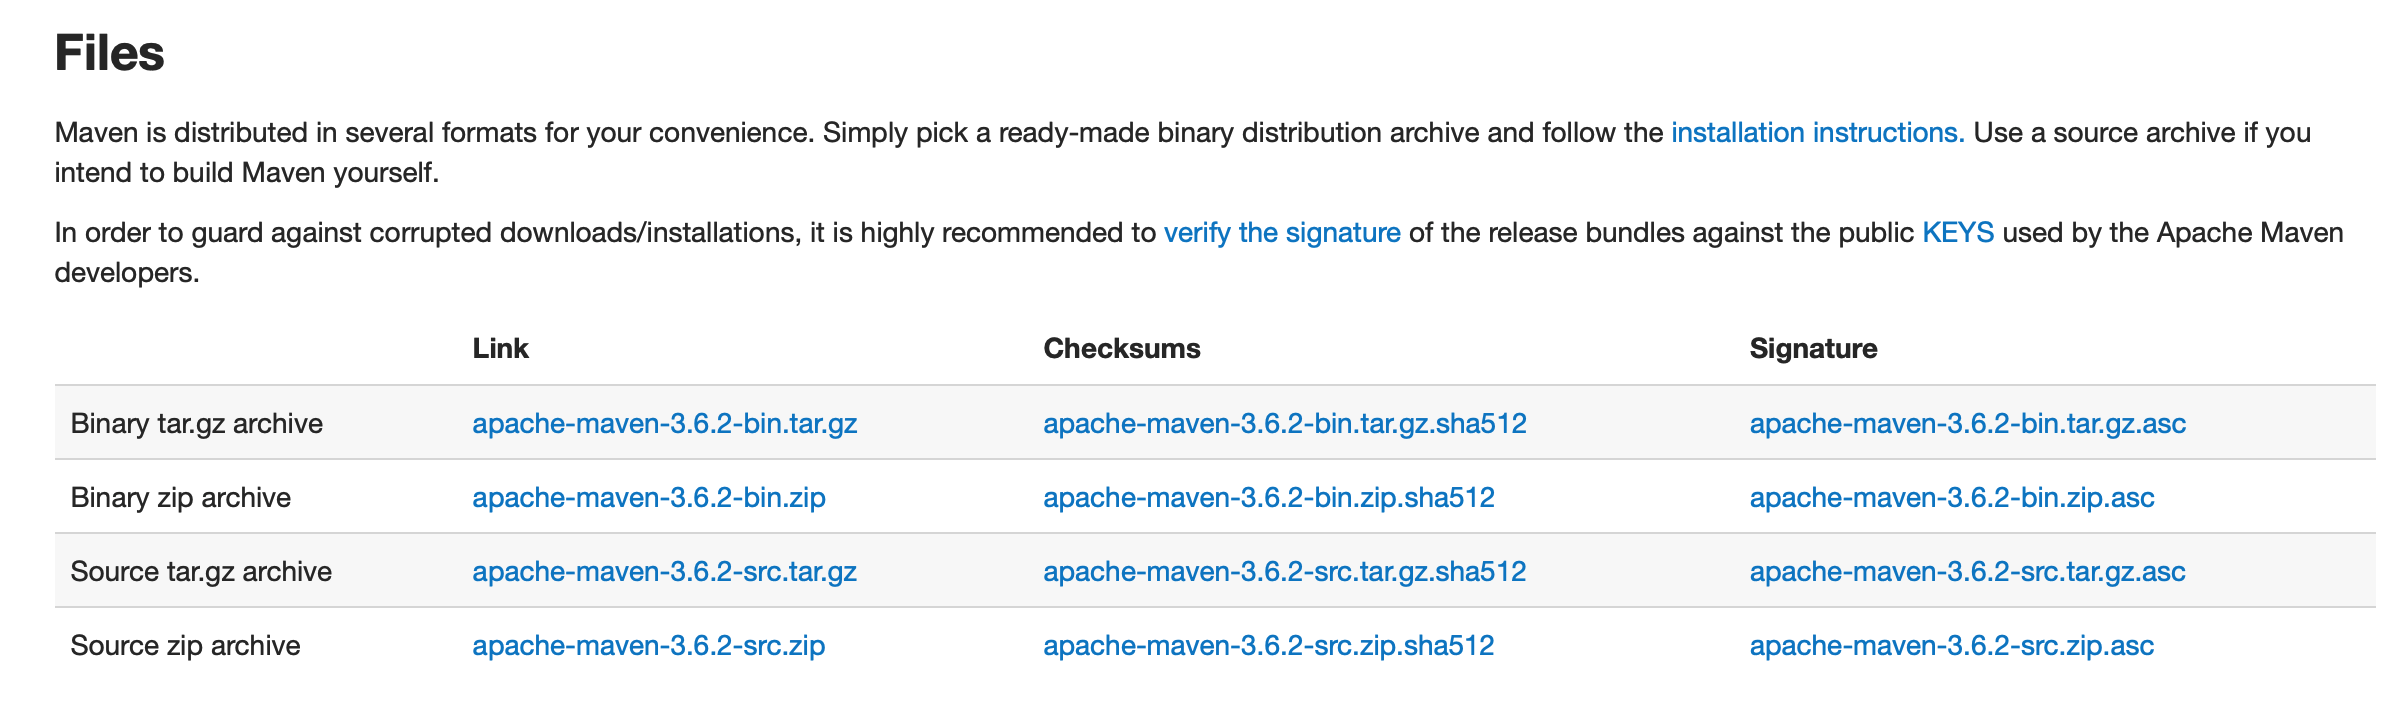 Files
Maven is distributed in several formats for your convenience. Simply pick a ready-made binary distribution archive and follow the installation instructions. Use a source archive if you
intend to build Maven yourself.
In order to guard against corrupted downloads/installations, it is highly recommended to verify the signature of the release bundles against the public KEYS used by the Apache Maven
developers.
Link Checksums Signature
Binary tar.gz archive apache-maven-3.6.2-bin.tar.gz apache-maven-3.6.2-bin.tar.gz.sha512 apache-maven-3.6.2-bin.tar.gz.asc
Binary zip archive apache-maven-3.6.2-bin.zip apache-maven-3.6.2-bin.zip.sha512 apache-maven-3.6.2-bin.zip.asc
Source tar.gz archive apache-maven-3.6.2-src.tar.gz apache-maven-3.6.2-src.tar.gz.sha512 apache-maven-3.6.2-src.tar.gz.asc
Source zip archive apache-maven-3.6.2-src.zip apache-maven-3.6.2-src.zip.sha512 apache-maven-3.6.2-src.zip.asc